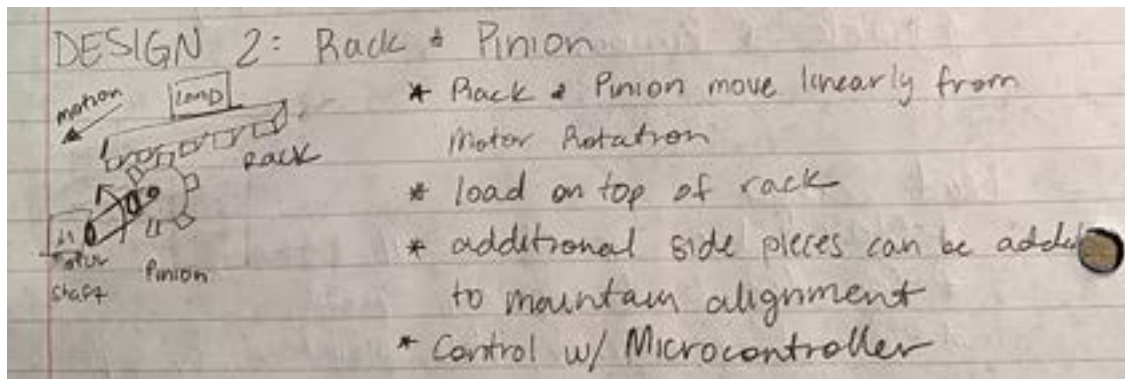 DESIGN 2: Rack & Pinion
motion
LOAD
RACK
Motor
Shaft
Pinion
* Rack & Pinion move linearly from
Motor Rotation
* load on top of rack
* additional side pieces can be added
to maintain alignment
* Control w/ Microcontroller